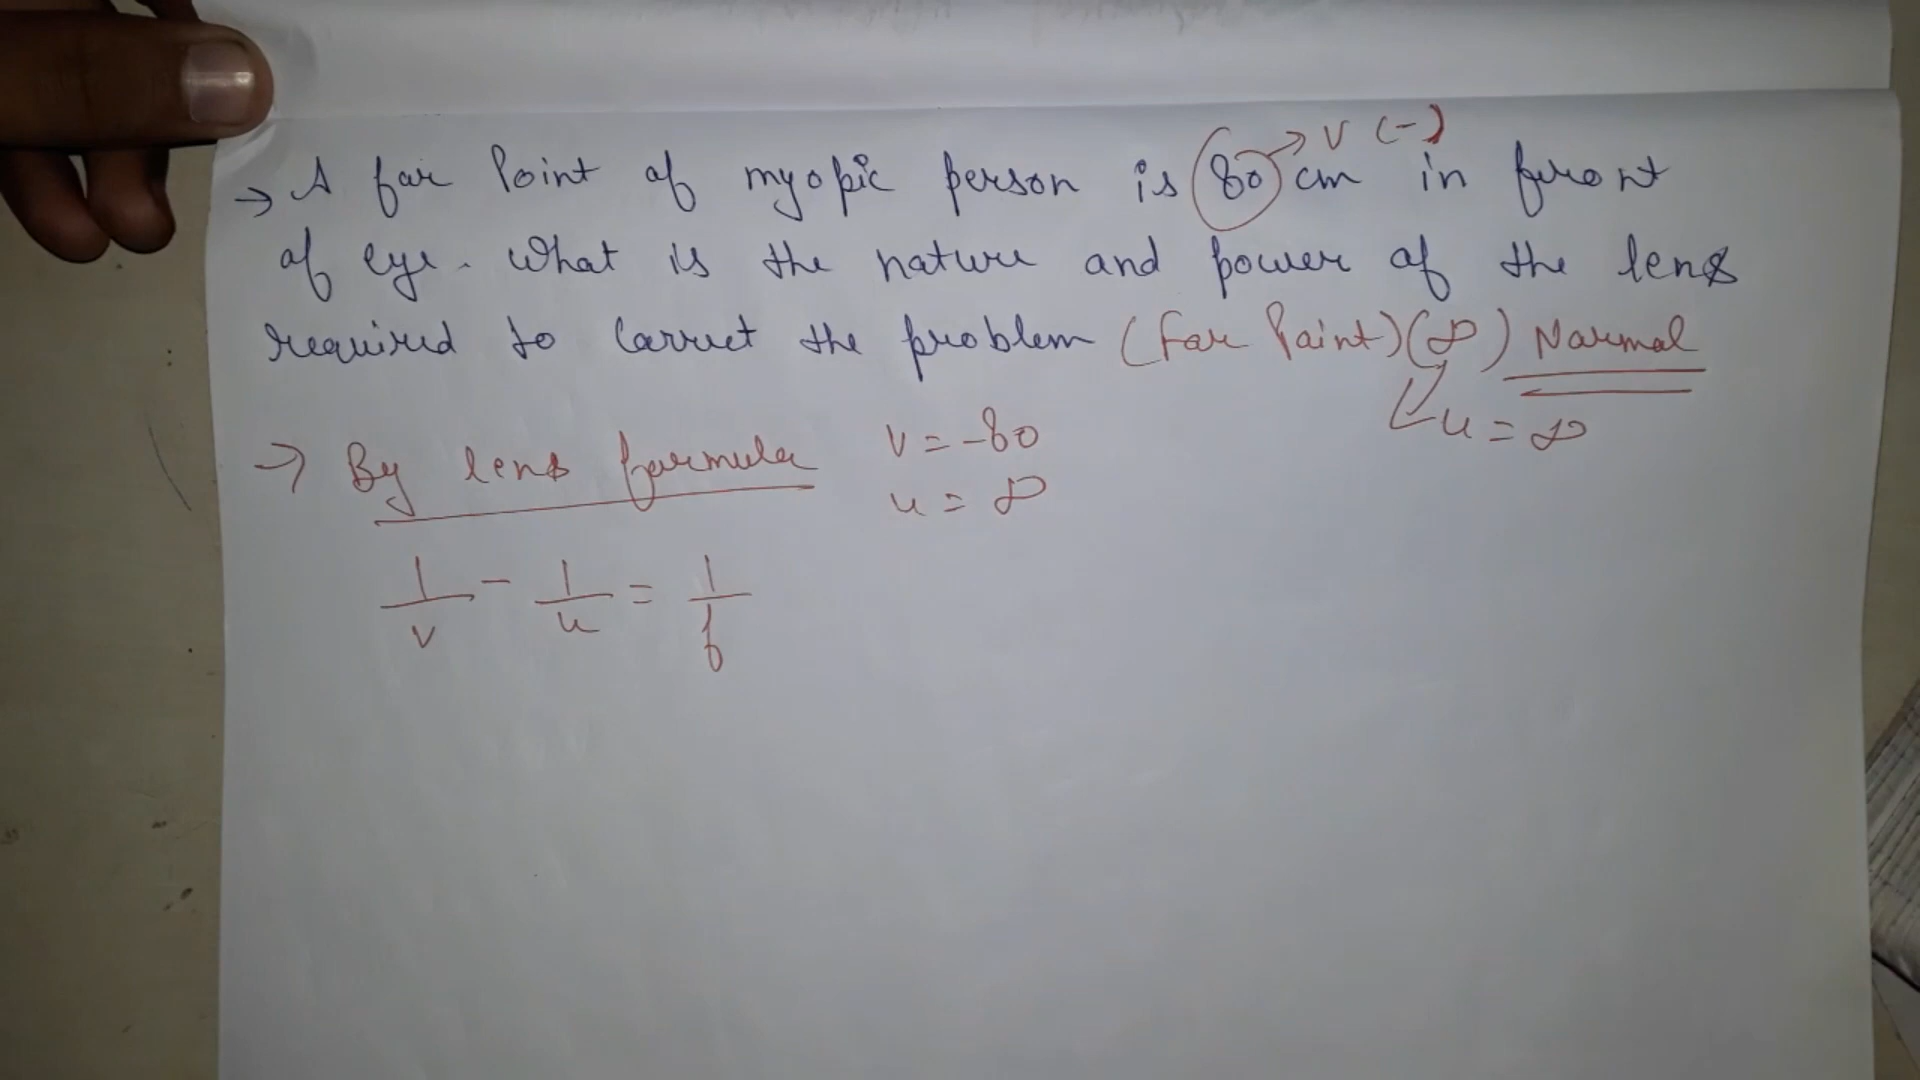 → A far Point of myopic person is 80 cm in front → v (-)
of eye. What is the nature and power of the lens
required to correct the problem (Far Point) (∞) Normal
u = ∞
→ By lens formula v = -80
u = ∞
1/v - 1/u = 1/f